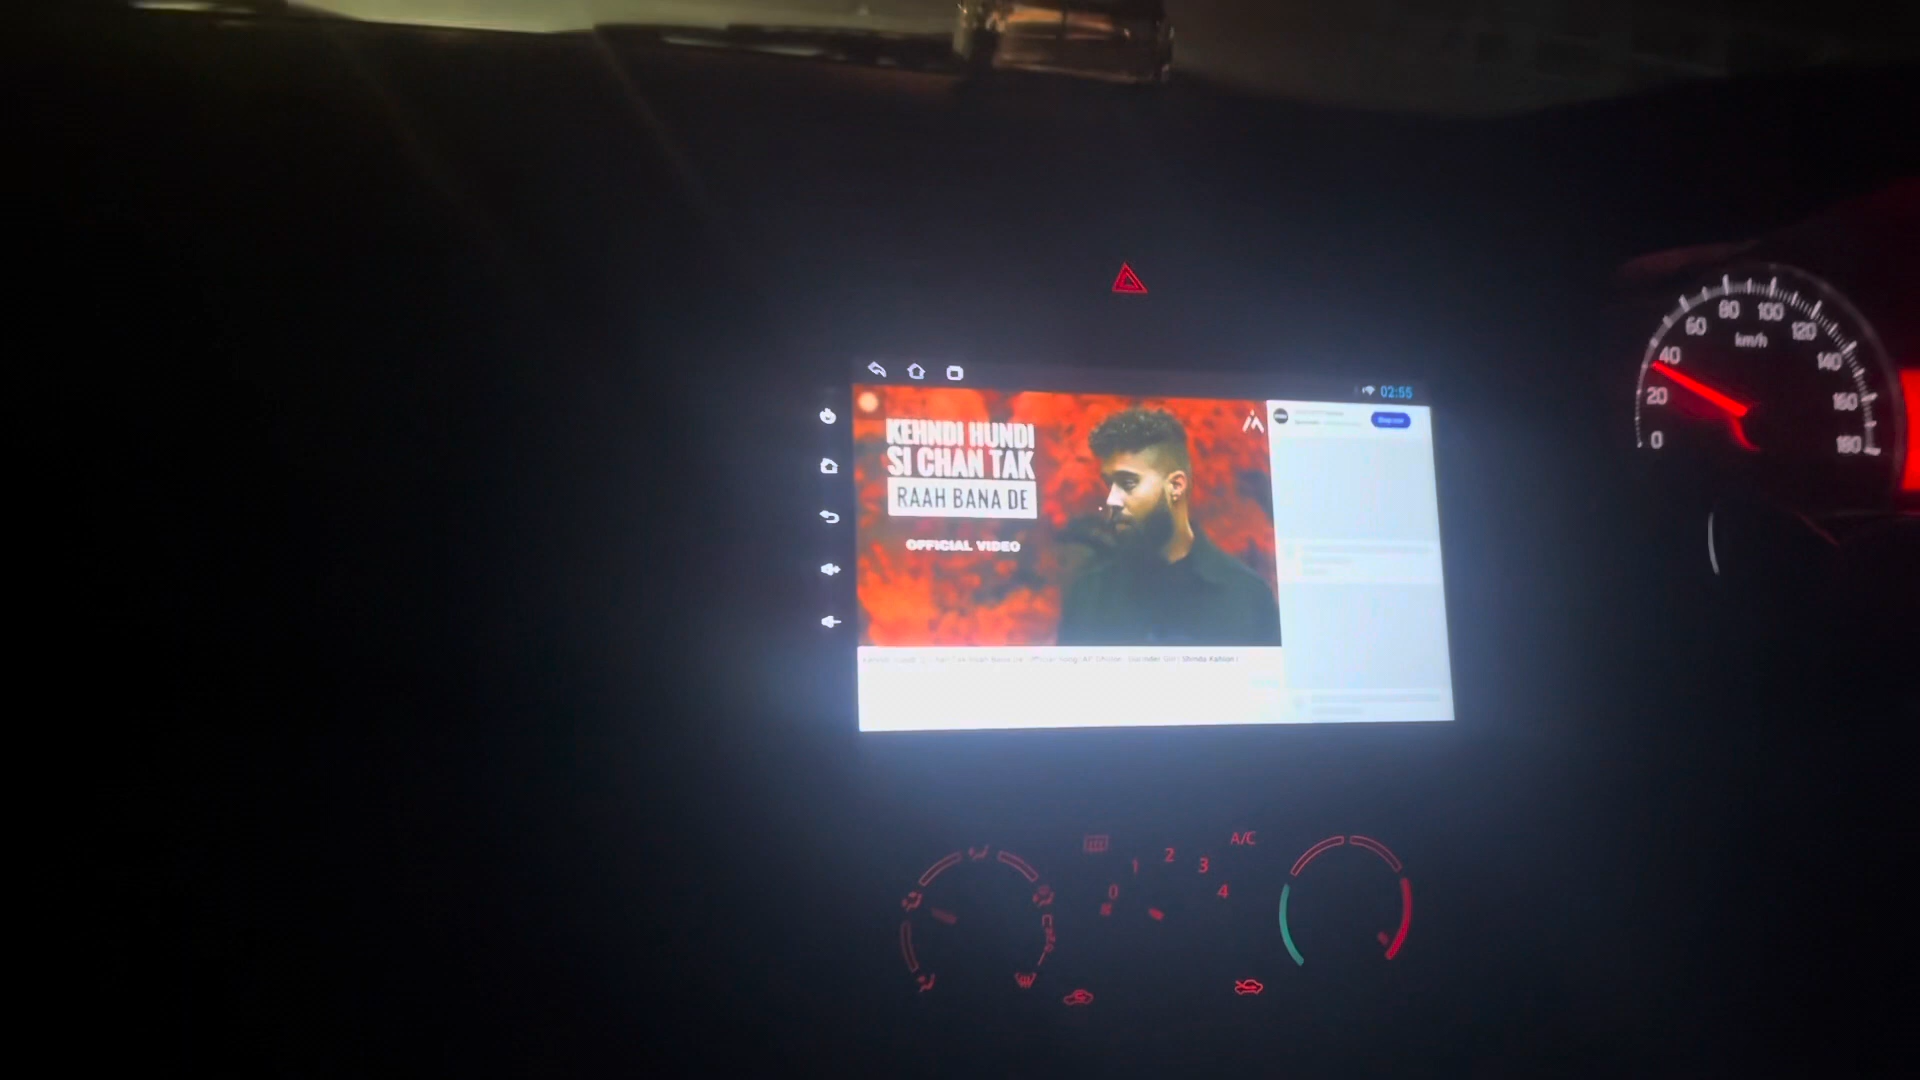 02:55
KEHNDI HUNDI
SI CHAN TAK
RAAH BANA DE
OFFICIAL VIDEO
0
20
40
60
80
100
120
140
160
180
km/h
A/C
0
1
2
3
4